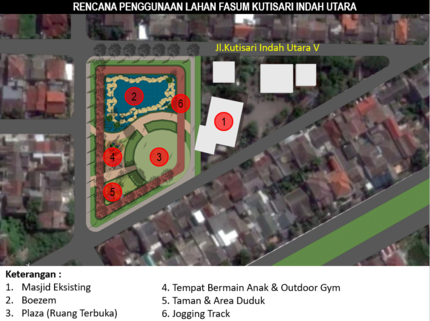 RENCANA PENGGUNAAN LAHAN FASUM KUTISARI INDAH UTARA
Jl.Kutisari Indah Utara V
2
6
1
4
3
5
Keterangan :
1. Masjid Eksisting
2. Boezem
3. Plaza (Ruang Terbuka)
4. Tempat Bermain Anak & Outdoor Gym
5. Taman & Area Duduk
6. Jogging Track